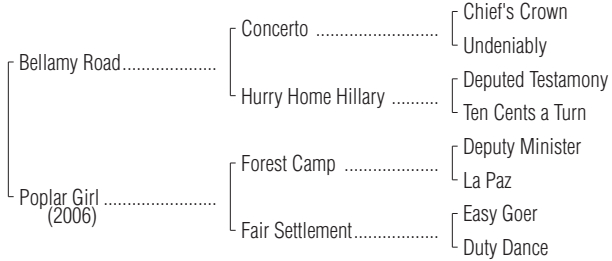 Chief's Crown
Concerto ..........................
Undeniably
Bellamy Road....................
Deputed Testamony
Hurry Home Hillary ..........
Ten Cents a Turn
Deputy Minister
Forest Camp ....................
La Paz
Poplar Girl ........................
(2006)
Easy Goer
Fair Settlement..................
Duty Dance